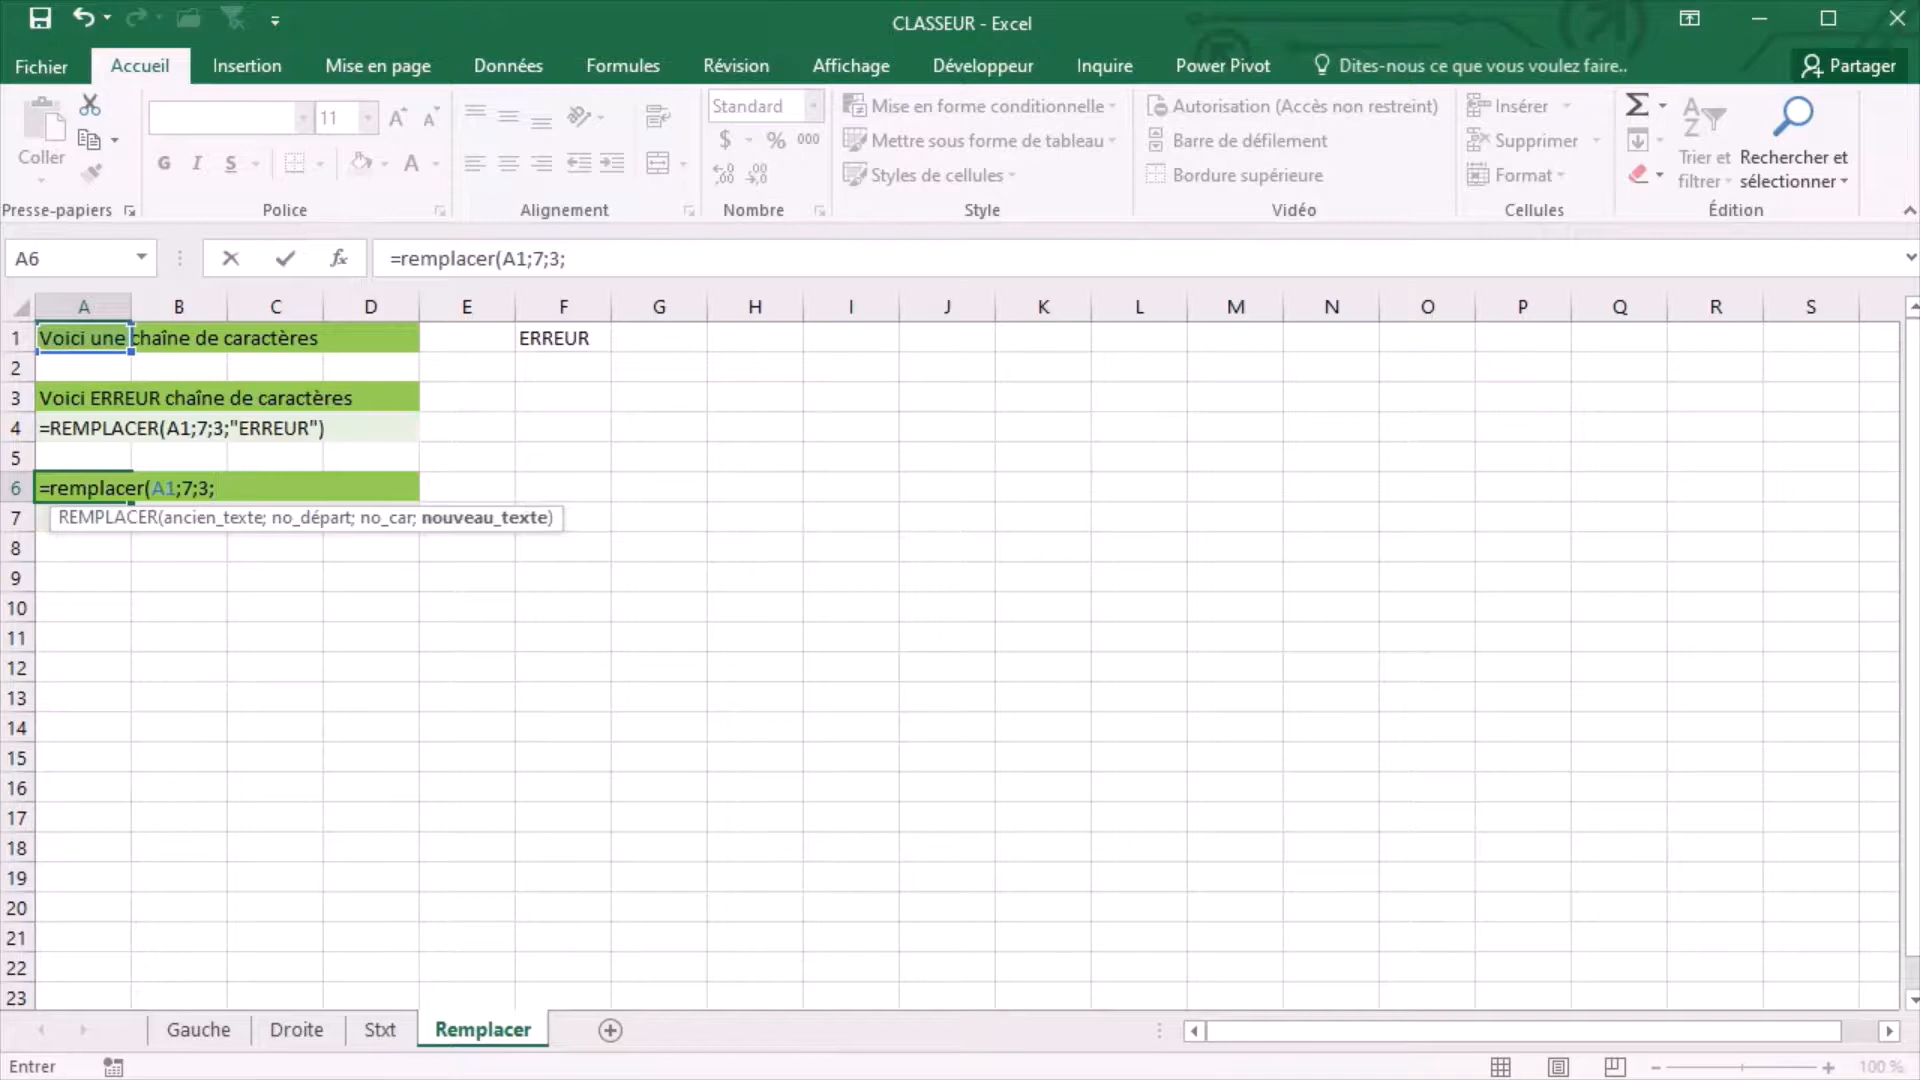 CLASSEUR - Excel
Fichier Accueil Insertion Mise en page Données Formules Révision Affichage Développeur Inquire Power Pivot Dites-nous ce que vous voulez faire.. Partager
Coller
11
G I S A
Standard
$ % 000
Mise en forme conditionnelle
Mettre sous forme de tableau
Styles de cellules
Autorisation (Accès non restreint)
Barre de défilement
Bordure supérieure
Insérer
Supprimer
Format
Trier et filtrer
Rechercher et sélectionner
Presse-papiers Police Alignement Nombre Style Vidéo Cellules Édition
A6 fx =remplacer(A1;7;3;
A B C D E F G H I J K L M N O P Q R S
1 Voici une chaîne de caractères ERREUR
2
3 Voici ERREUR chaîne de caractères
4 =REMPLACER(A1;7;3;"ERREUR")
5
6 =remplacer(A1;7;3;
7 REMPLACER(ancien_texte; no_départ; no_car; nouveau_texte)
8
9
10
11
12
13
14
15
16
17
18
19
20
21
22
23
Gauche Droite Stxt Remplacer
Entrer 100 %